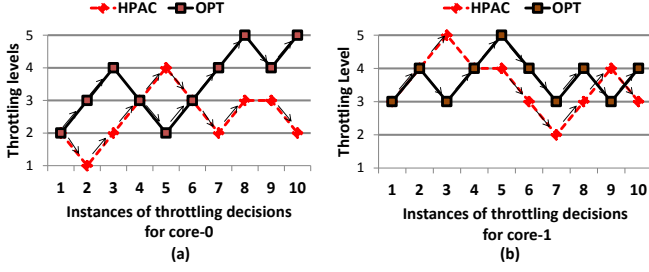 HPAC OPT
Throttling levels
5
4
3
2
1
1 2 3 4 5 6 7 8 9 10
Instances of throttling decisions
for core-0
(a)
HPAC OPT
Throttling Level
5
4
3
2
1
1 2 3 4 5 6 7 8 9 10
Instances of throttling decisions
for core-1
(b)